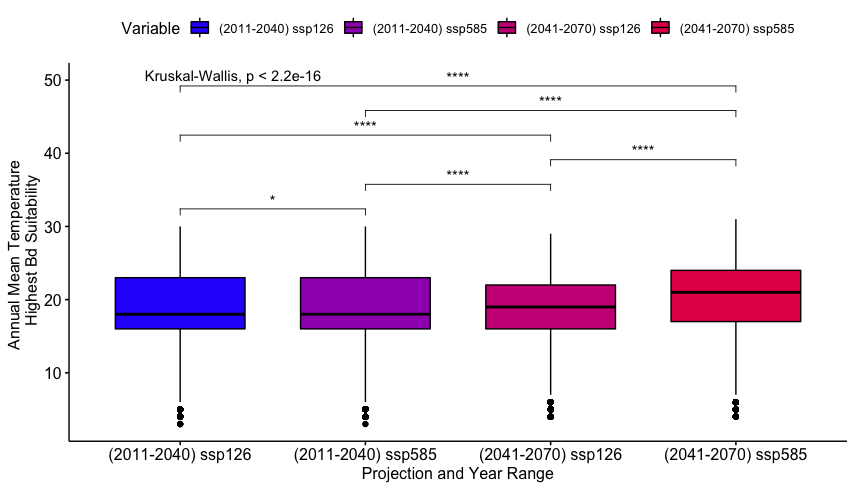 Variable (2011-2040) ssp126 (2011-2040) ssp585 (2041-2070) ssp126 (2041-2070) ssp585
Kruskal-Wallis, p < 2.2e-16
****
****
****
****
****
*
50
40
30
20
10
Annual Mean Temperature
Highest Bd Suitability
(2011-2040) ssp126 (2011-2040) ssp585 (2041-2070) ssp126 (2041-2070) ssp585
Projection and Year Range